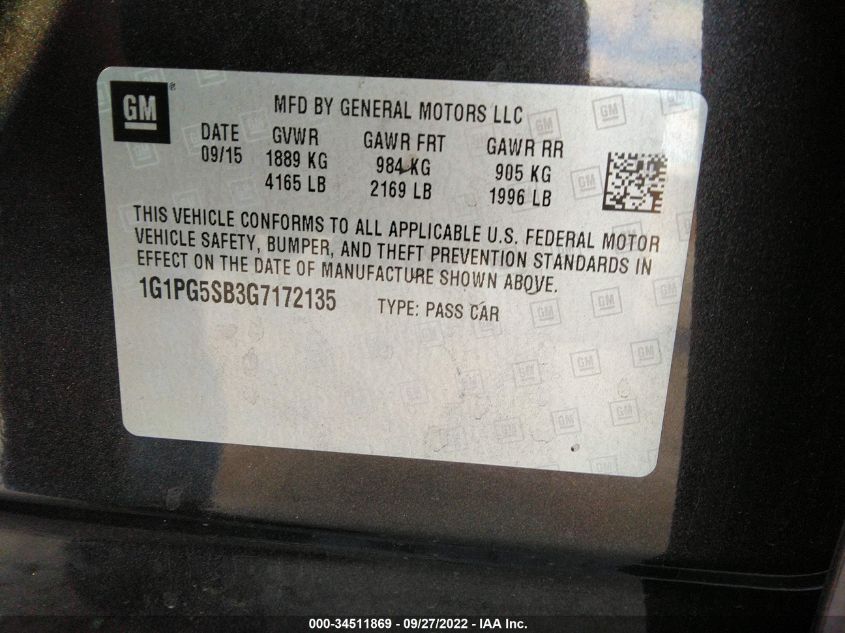 GM®
MFD BY GENERAL MOTORS LLC
DATE GVWR GAWR FRT GAWR RR
09/15 1889 KG 984 KG 905 KG
4165 LB 2169 LB 1996 LB
THIS VEHICLE CONFORMS TO ALL APPLICABLE U.S. FEDERAL MOTOR
VEHICLE SAFETY, BUMPER, AND THEFT PREVENTION STANDARDS IN
EFFECT ON THE DATE OF MANUFACTURE SHOWN ABOVE.
1G1PG5SB3G7172135 TYPE: PASS CAR
000-34511869 - 09/27/2022 - IAA Inc.